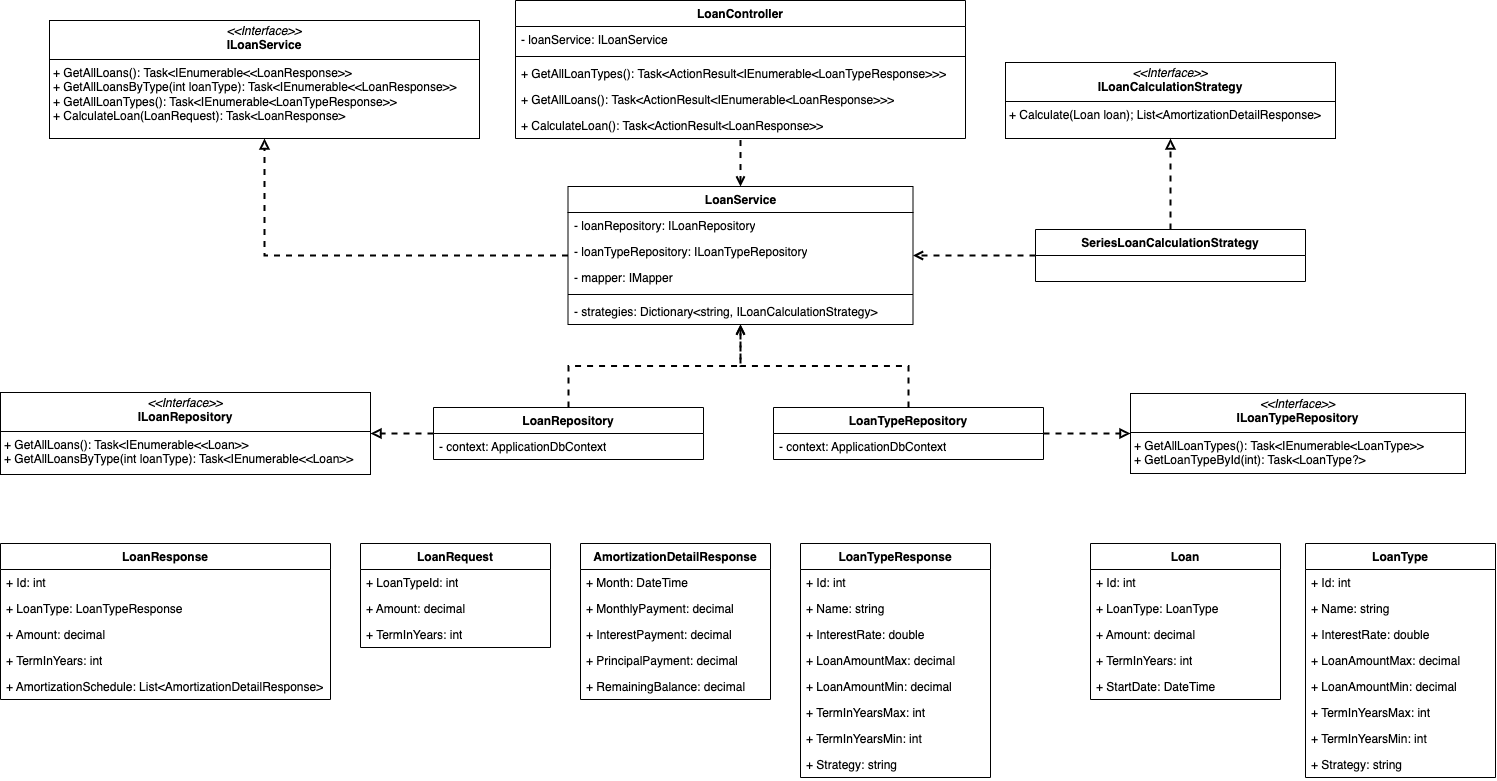 <<Interface>>
ILoanService
+ GetAllLoans(): Task<IEnumerable<<LoanResponse>>
+ GetAllLoansByType(int loanType): Task<IEnumerable<<LoanResponse>>
+ GetAllLoanTypes(): Task<IEnumerable<LoanTypeResponse>>
+ CalculateLoan(LoanRequest): Task<LoanResponse>
LoanController
- loanService: ILoanService
+ GetAllLoanTypes(): Task<ActionResult<IEnumerable<LoanTypeResponse>>>
+ GetAllLoans(): Task<ActionResult<IEnumerable<LoanResponse>>>
+ CalculateLoan(): Task<ActionResult<LoanResponse>>
<<Interface>>
ILoanCalculationStrategy
+ Calculate(Loan loan); List<AmortizationDetailResponse>
LoanService
- loanRepository: ILoanRepository
- loanTypeRepository: ILoanTypeRepository
- mapper: IMapper
- strategies: Dictionary<string, ILoanCalculationStrategy>
SeriesLoanCalculationStrategy
<<Interface>>
ILoanRepository
+ GetAllLoans(): Task<IEnumerable<<Loan>>
+ GetAllLoansByType(int loanType): Task<IEnumerable<<Loan>>
LoanRepository
- context: ApplicationDbContext
LoanTypeRepository
- context: ApplicationDbContext
<<Interface>>
ILoanTypeRepository
+ GetAllLoanTypes(): Task<IEnumerable<LoanType>>
+ GetLoanTypeById(int): Task<LoanType?>
LoanResponse
+ Id: int
+ LoanType: LoanTypeResponse
+ Amount: decimal
+ TermInYears: int
+ AmortizationSchedule: List<AmortizationDetailResponse>
LoanRequest
+ LoanTypeId: int
+ Amount: decimal
+ TermInYears: int
AmortizationDetailResponse
+ Month: DateTime
+ MonthlyPayment: decimal
+ InterestPayment: decimal
+ PrincipalPayment: decimal
+ RemainingBalance: decimal
LoanTypeResponse
+ Id: int
+ Name: string
+ InterestRate: double
+ LoanAmountMax: decimal
+ LoanAmountMin: decimal
+ TermInYearsMax: int
+ TermInYearsMin: int
+ Strategy: string
Loan
+ Id: int
+ LoanType: LoanType
+ Amount: decimal
+ TermInYears: int
+ StartDate: DateTime
LoanType
+ Id: int
+ Name: string
+ InterestRate: double
+ LoanAmountMax: decimal
+ LoanAmountMin: decimal
+ TermInYearsMax: int
+ TermInYearsMin: int
+ Strategy: string